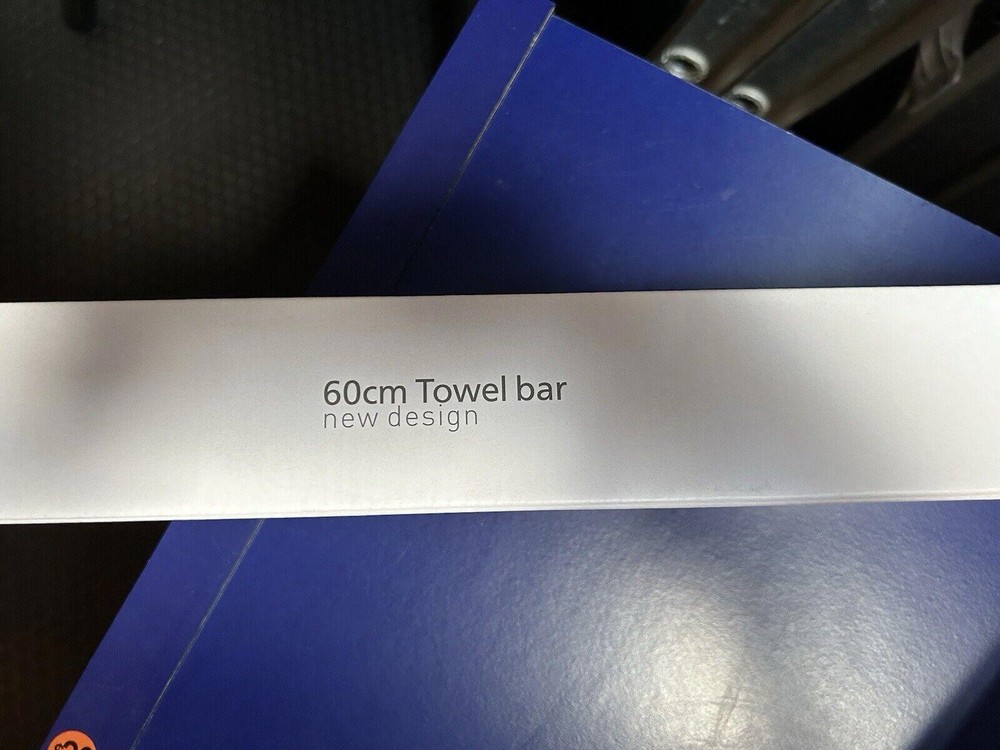 60cm Towel bar
new design